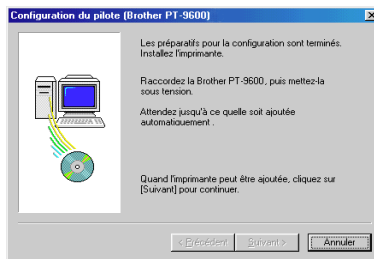 Configuration du pilote (Brother PT-9600)
Les préparatifs pour la configuration sont terminés.
Installez l'imprimante.
Raccordez la Brother PT-9600, puis mettez-la
sous tension.
Attendez jusqu'à ce quelle soit ajoutée
automatiquement .
Quand l'imprimante peut être ajoutée, cliquez sur
[Suivant] pour continuer.
< Précédent
Suivant >
Annuler